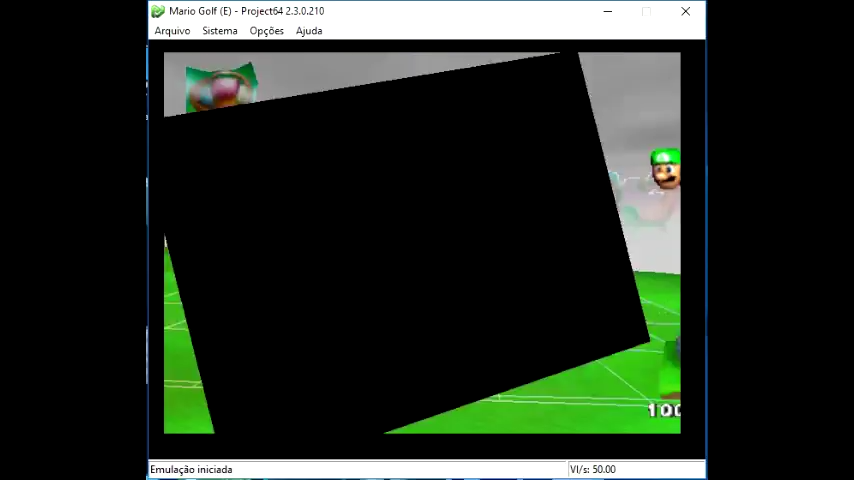 Mario Golf (E) - Project64 2.3.0.210
Arquivo Sistema Opções Ajuda
100
Emulação iniciada VI/s: 50.00